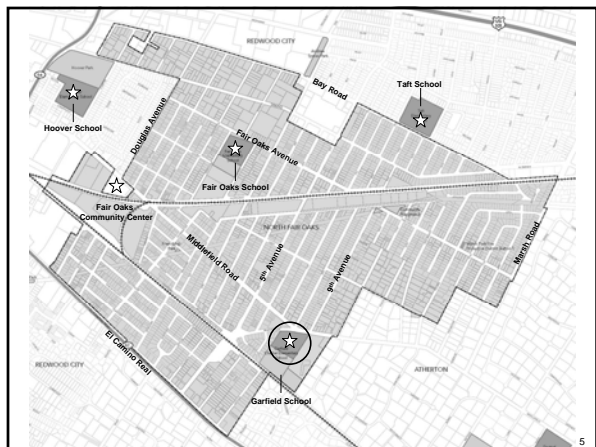 REDWOOD CITY
Bay Road
Taft School
Hoover School
Douglas Avenue
Fair Oaks Avenue
Fair Oaks School
Fair Oaks
Community Center
NORTH FAIR OAKS
Middlefield Road
5th Avenue
9th Avenue
Marsh Road
El Camino Real
REDWOOD CITY
ATHERTON
Garfield School
5